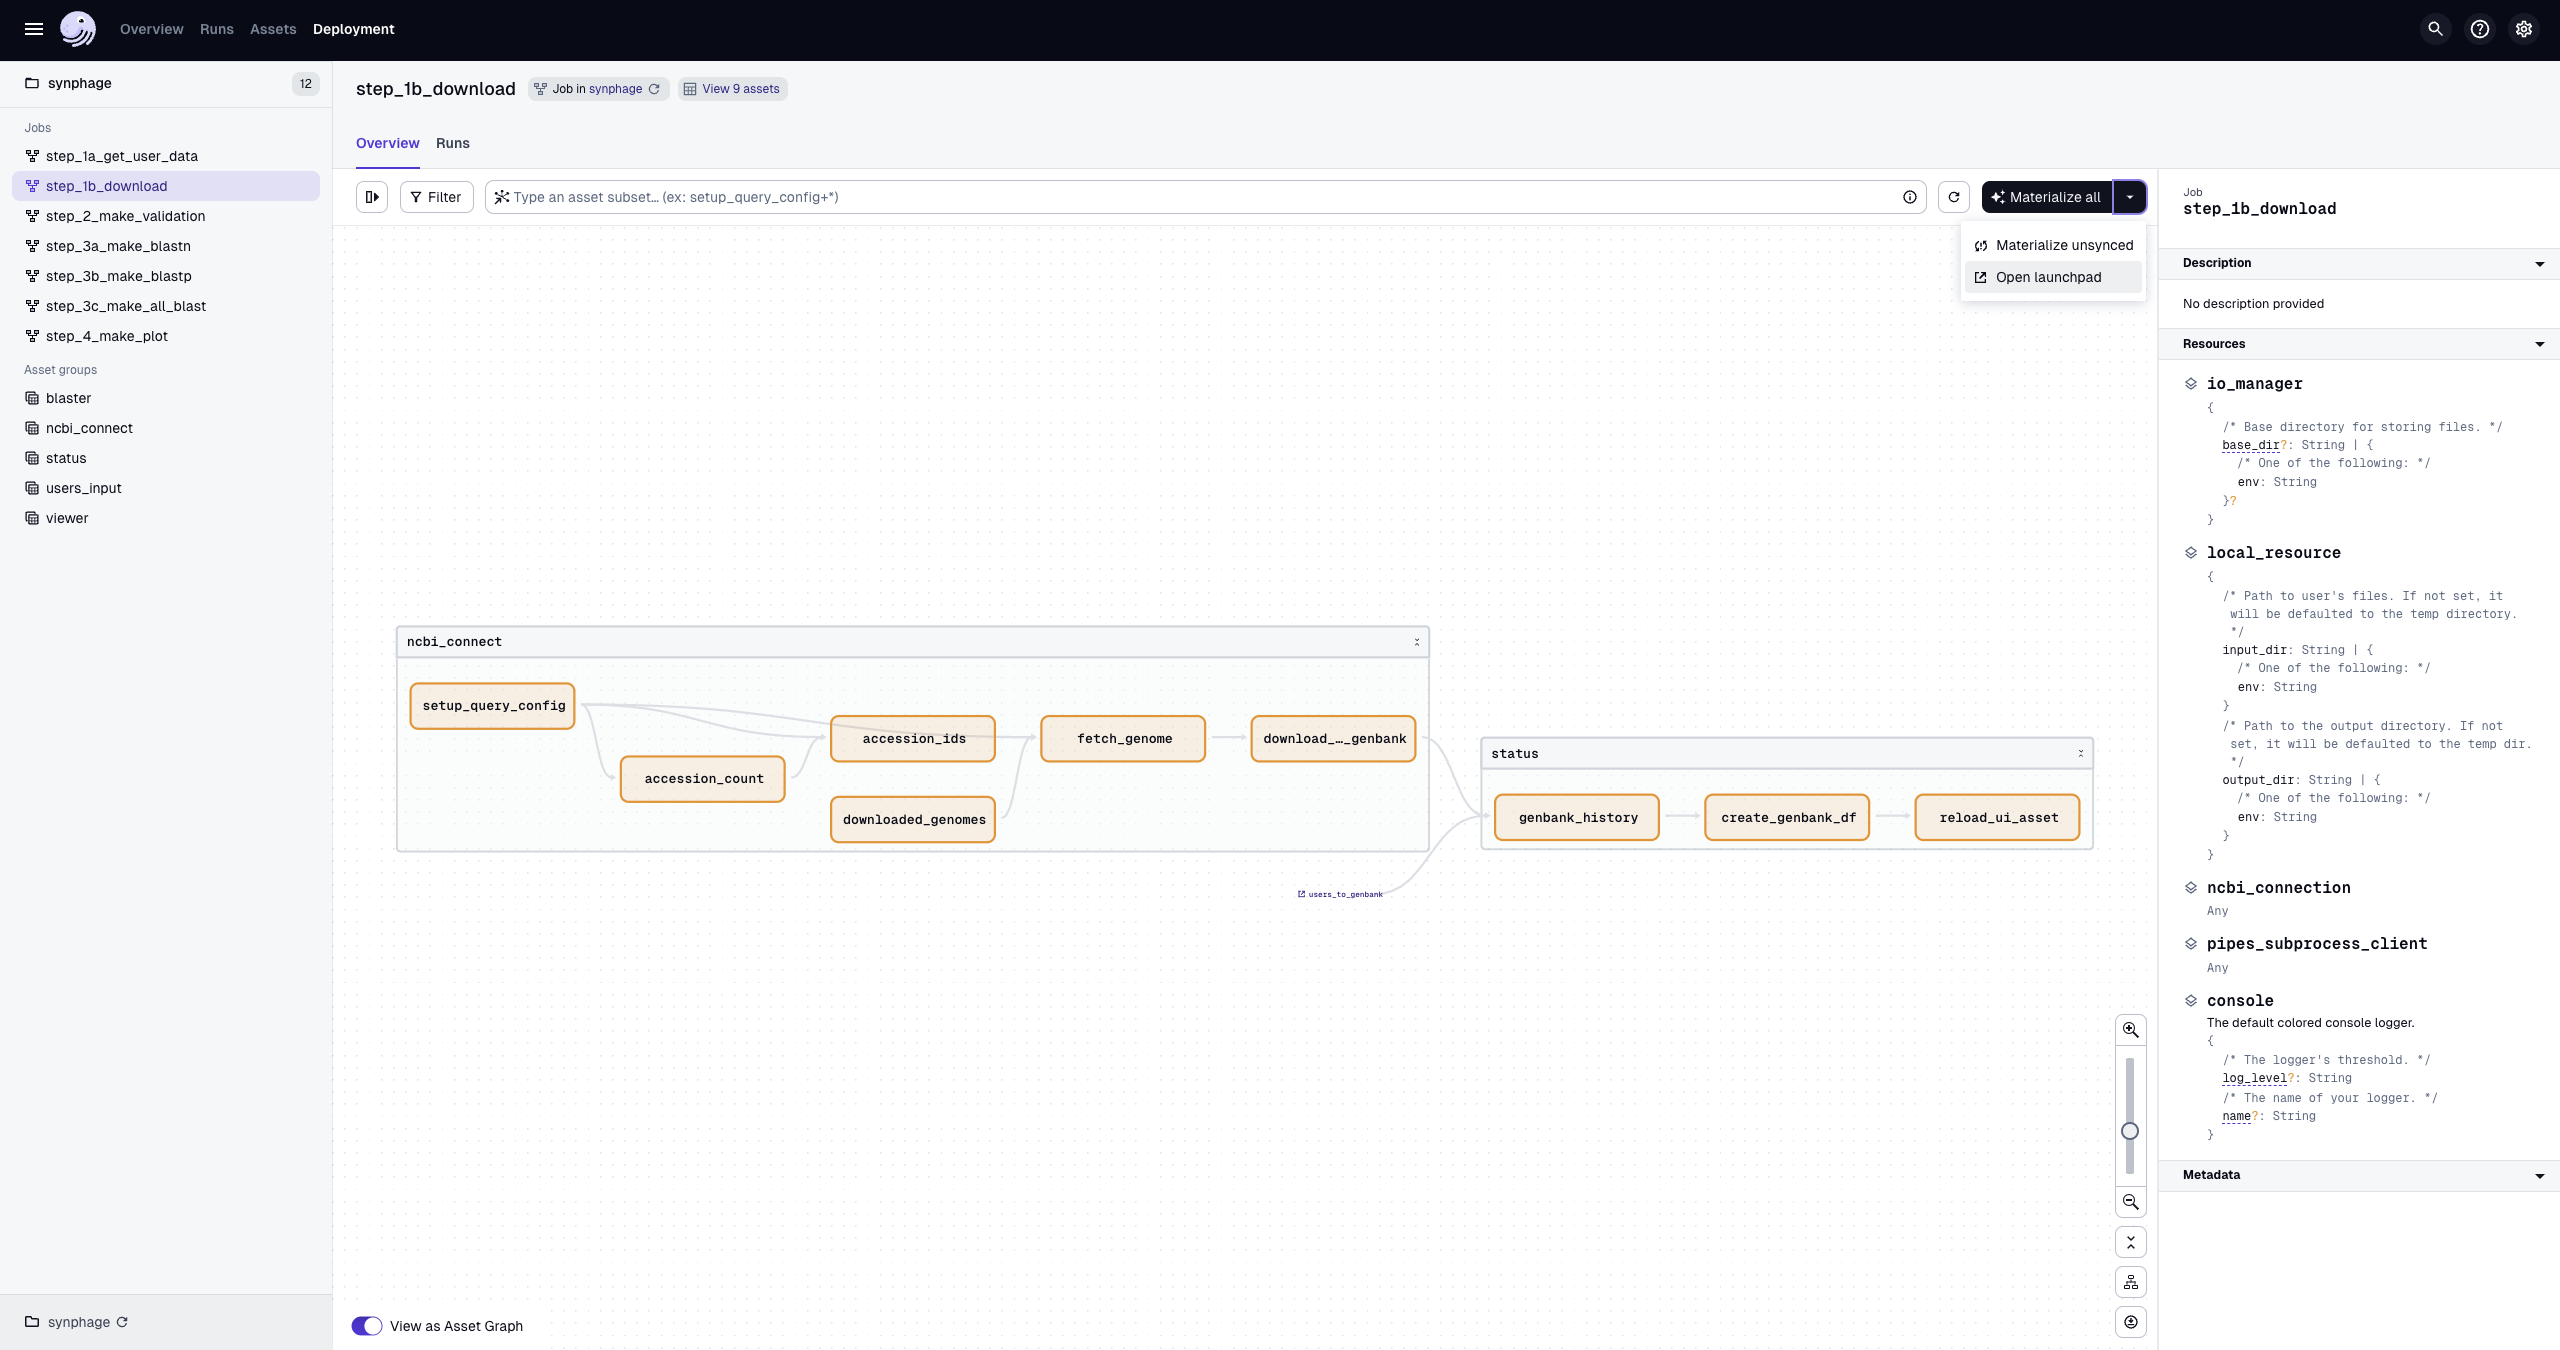 Overview Runs Assets Deployment
synphage 12
Jobs
step_1a_get_user_data
step_1b_download
step_2_make_validation
step_3a_make_blastn
step_3b_make_blastp
step_3c_make_all_blast
step_4_make_plot
Asset groups
blaster
ncbi_connect
status
users_input
viewer
synphage
step_1b_download Job in synphage View 9 assets
Overview Runs
Filter Type an asset subset… (ex: setup_query_config+*) Materialize all
Materialize unsynced
Open launchpad
ncbi_connect
setup_query_config
accession_ids
fetch_genome
download_…_genbank
accession_count
downloaded_genomes
status
genbank_history
create_genbank_df
reload_ui_asset
users_to_genbank
View as Asset Graph
Job
step_1b_download
Description
No description provided
Resources
io_manager
{
/* Base directory for storing files. */
base_dir?: String | {
/* One of the following: */
env: String
}?
}
local_resource
{
/* Path to user's files. If not set, it
will be defaulted to the temp directory.
*/
input_dir: String | {
/* One of the following: */
env: String
}
/* Path to the output directory. If not
set, it will be defaulted to the temp dir.
*/
output_dir: String | {
/* One of the following: */
env: String
}
}
ncbi_connection
Any
pipes_subprocess_client
Any
console
The default colored console logger.
{
/* The logger's threshold. */
log_level?: String
/* The name of your logger. */
name?: String
}
Metadata